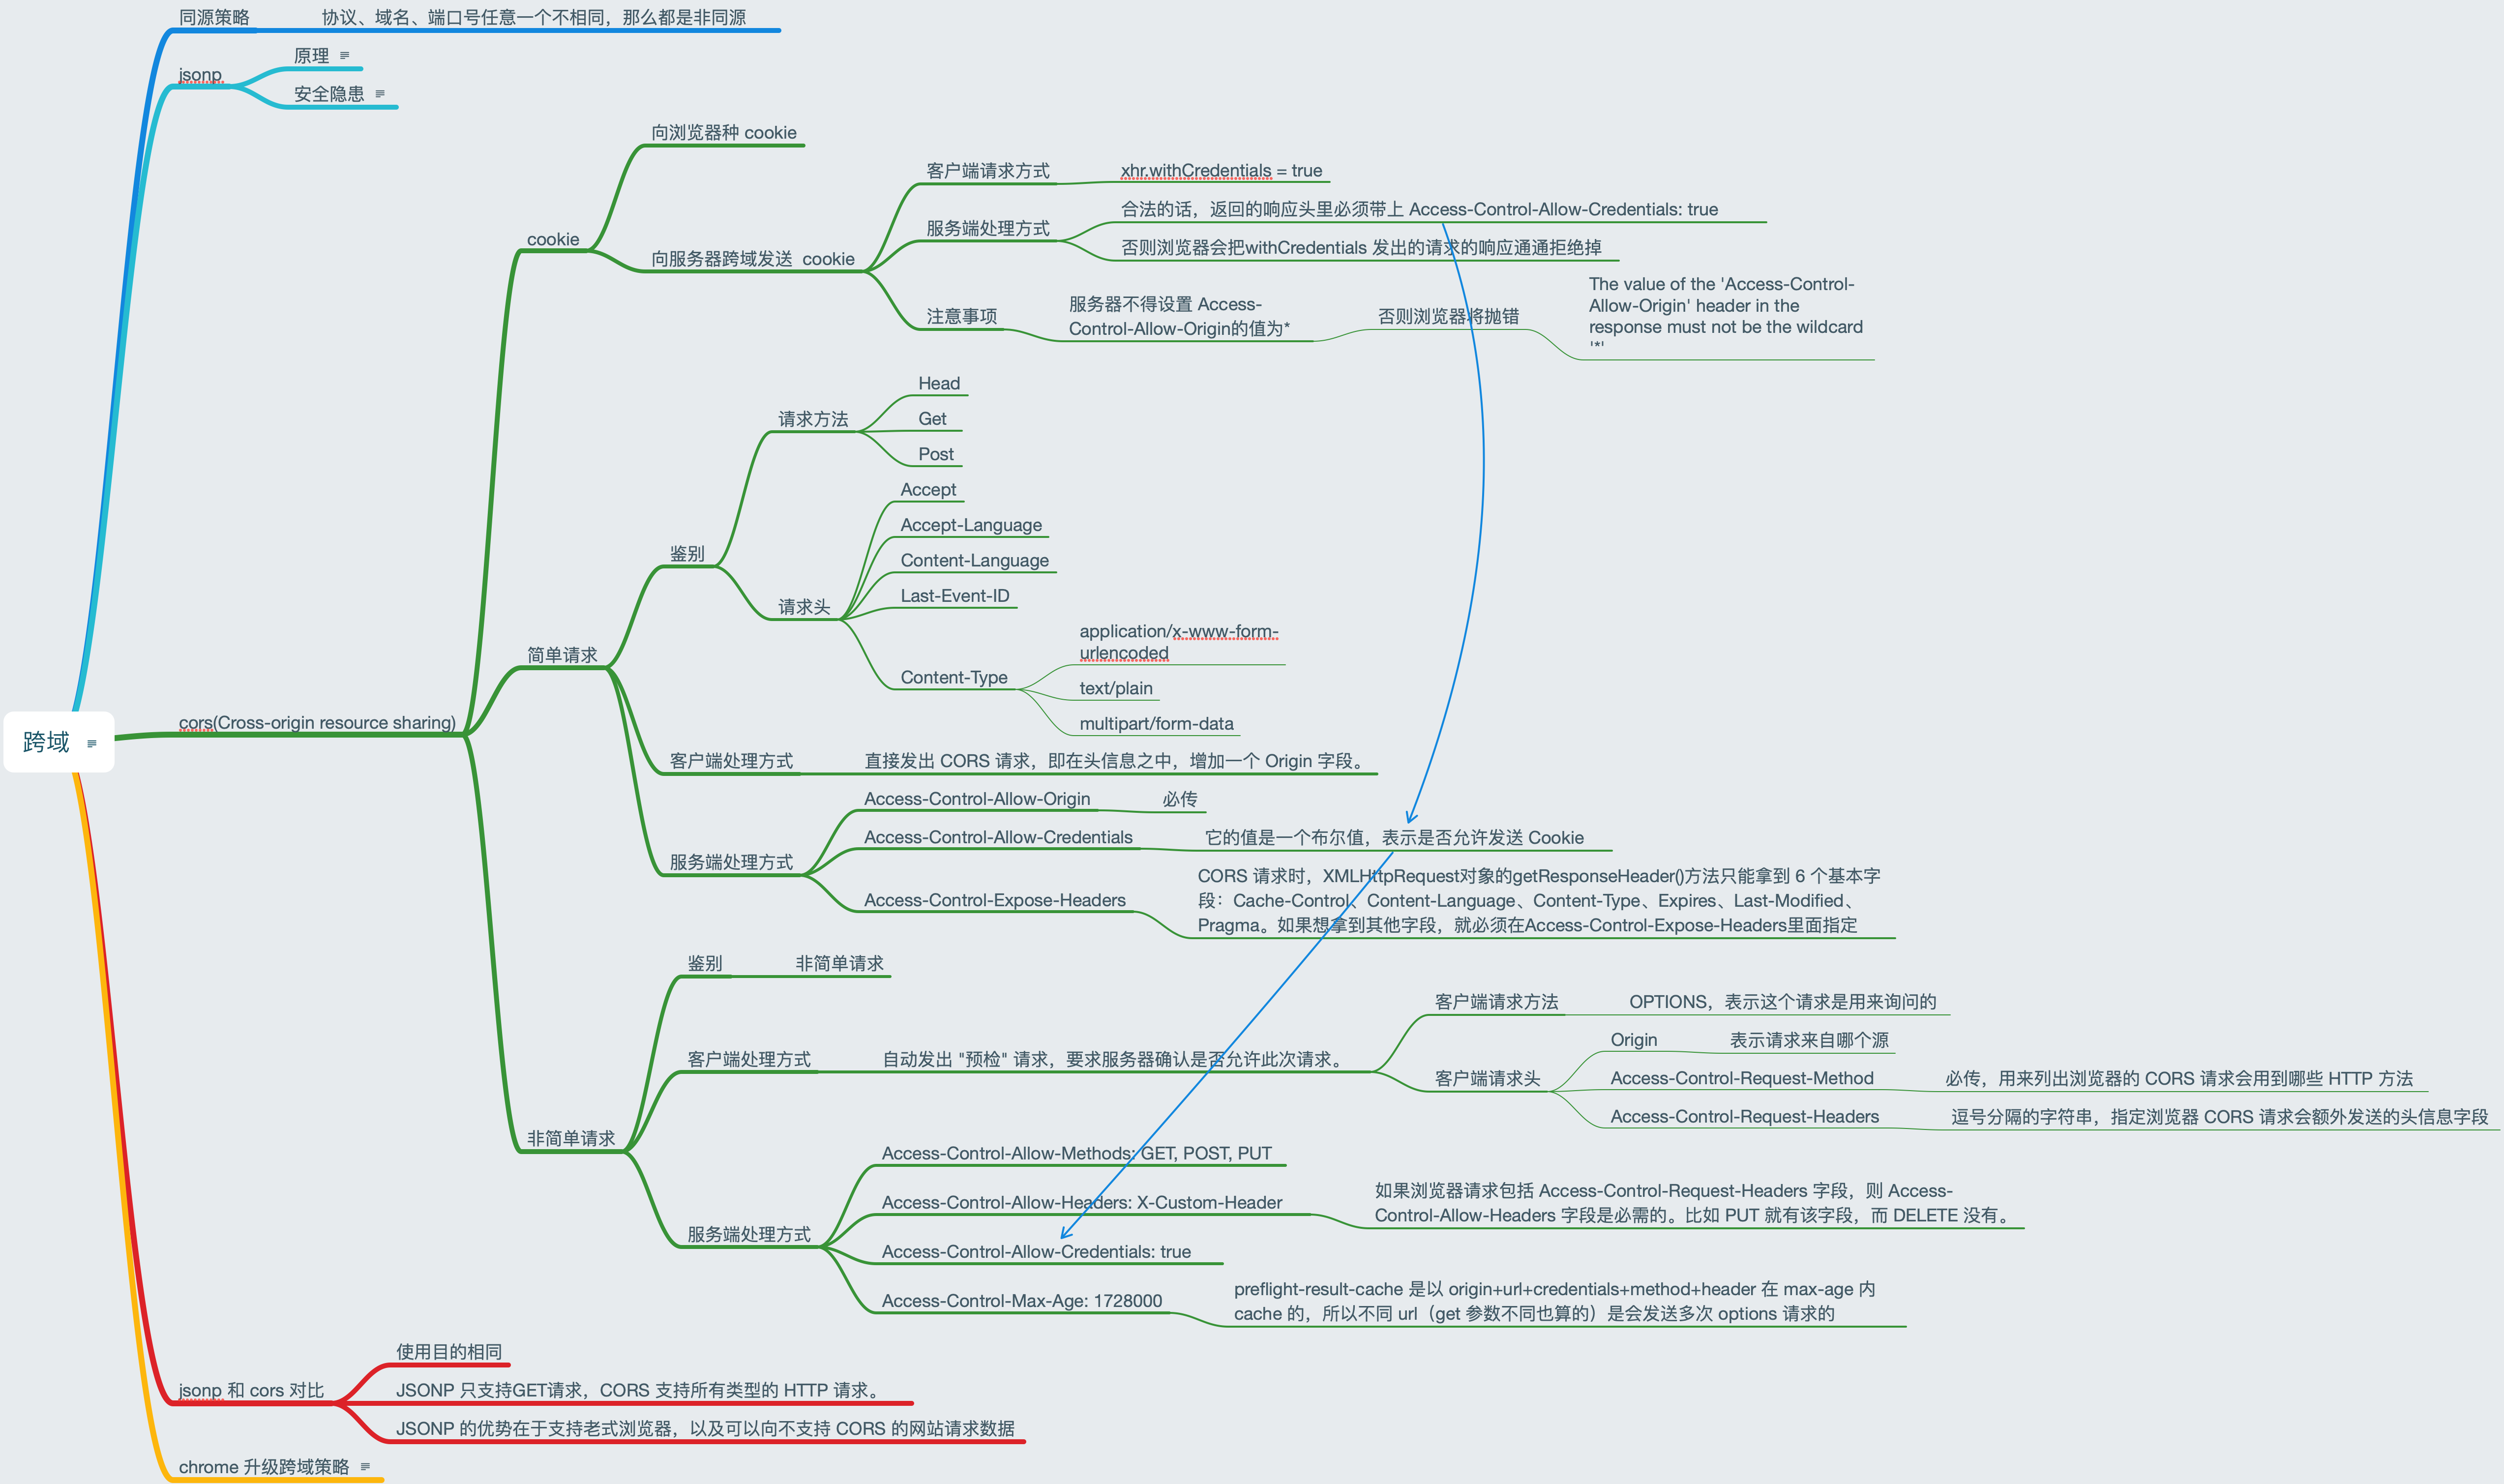 同源策略
协议、域名、端口号任意一个不相同，那么都是非同源
jsonp
原理
安全隐患
cors(Cross-origin resource sharing)
cookie
向浏览器种 cookie
向服务器跨域发送 cookie
客户端请求方式
xhr.withCredentials = true
服务端处理方式
合法的话，返回的响应头里必须带上 Access-Control-Allow-Credentials: true
否则浏览器会把withCredentials 发出的请求的响应通通拒绝掉
注意事项
服务器不得设置 Access-
Control-Allow-Origin的值为*
否则浏览器将抛错
The value of the 'Access-Control-
Allow-Origin' header in the
response must not be the wildcard
'*'
简单请求
鉴别
请求方法
Head
Get
Post
请求头
Accept
Accept-Language
Content-Language
Last-Event-ID
Content-Type
application/x-www-form-
urlencoded
text/plain
multipart/form-data
客户端处理方式
直接发出 CORS 请求，即在头信息之中，增加一个 Origin 字段。
服务端处理方式
Access-Control-Allow-Origin
必传
Access-Control-Allow-Credentials
它的值是一个布尔值，表示是否允许发送 Cookie
Access-Control-Expose-Headers
CORS 请求时，XMLHttpRequest对象的getResponseHeader()方法只能拿到 6 个基本字
段：Cache-Control、Content-Language、Content-Type、Expires、Last-Modified、
Pragma。如果想拿到其他字段，就必须在Access-Control-Expose-Headers里面指定
跨域
非简单请求
鉴别
非简单请求
客户端处理方式
自动发出 "预检" 请求，要求服务器确认是否允许此次请求。
客户端请求方法
OPTIONS，表示这个请求是用来询问的
客户端请求头
Origin
表示请求来自哪个源
Access-Control-Request-Method
必传，用来列出浏览器的 CORS 请求会用到哪些 HTTP 方法
Access-Control-Request-Headers
逗号分隔的字符串，指定浏览器 CORS 请求会额外发送的头信息字段
服务端处理方式
Access-Control-Allow-Methods: GET, POST, PUT
Access-Control-Allow-Headers: X-Custom-Header
如果浏览器请求包括 Access-Control-Request-Headers 字段，则 Access-
Control-Allow-Headers 字段是必需的。比如 PUT 就有该字段，而 DELETE 没有。
Access-Control-Allow-Credentials: true
Access-Control-Max-Age: 1728000
preflight-result-cache 是以 origin+url+credentials+method+header 在 max-age 内
cache 的，所以不同 url（get 参数不同也算的）是会发送多次 options 请求的
jsonp 和 cors 对比
使用目的相同
JSONP 只支持GET请求，CORS 支持所有类型的 HTTP 请求。
JSONP 的优势在于支持老式浏览器，以及可以向不支持 CORS 的网站请求数据
chrome 升级跨域策略